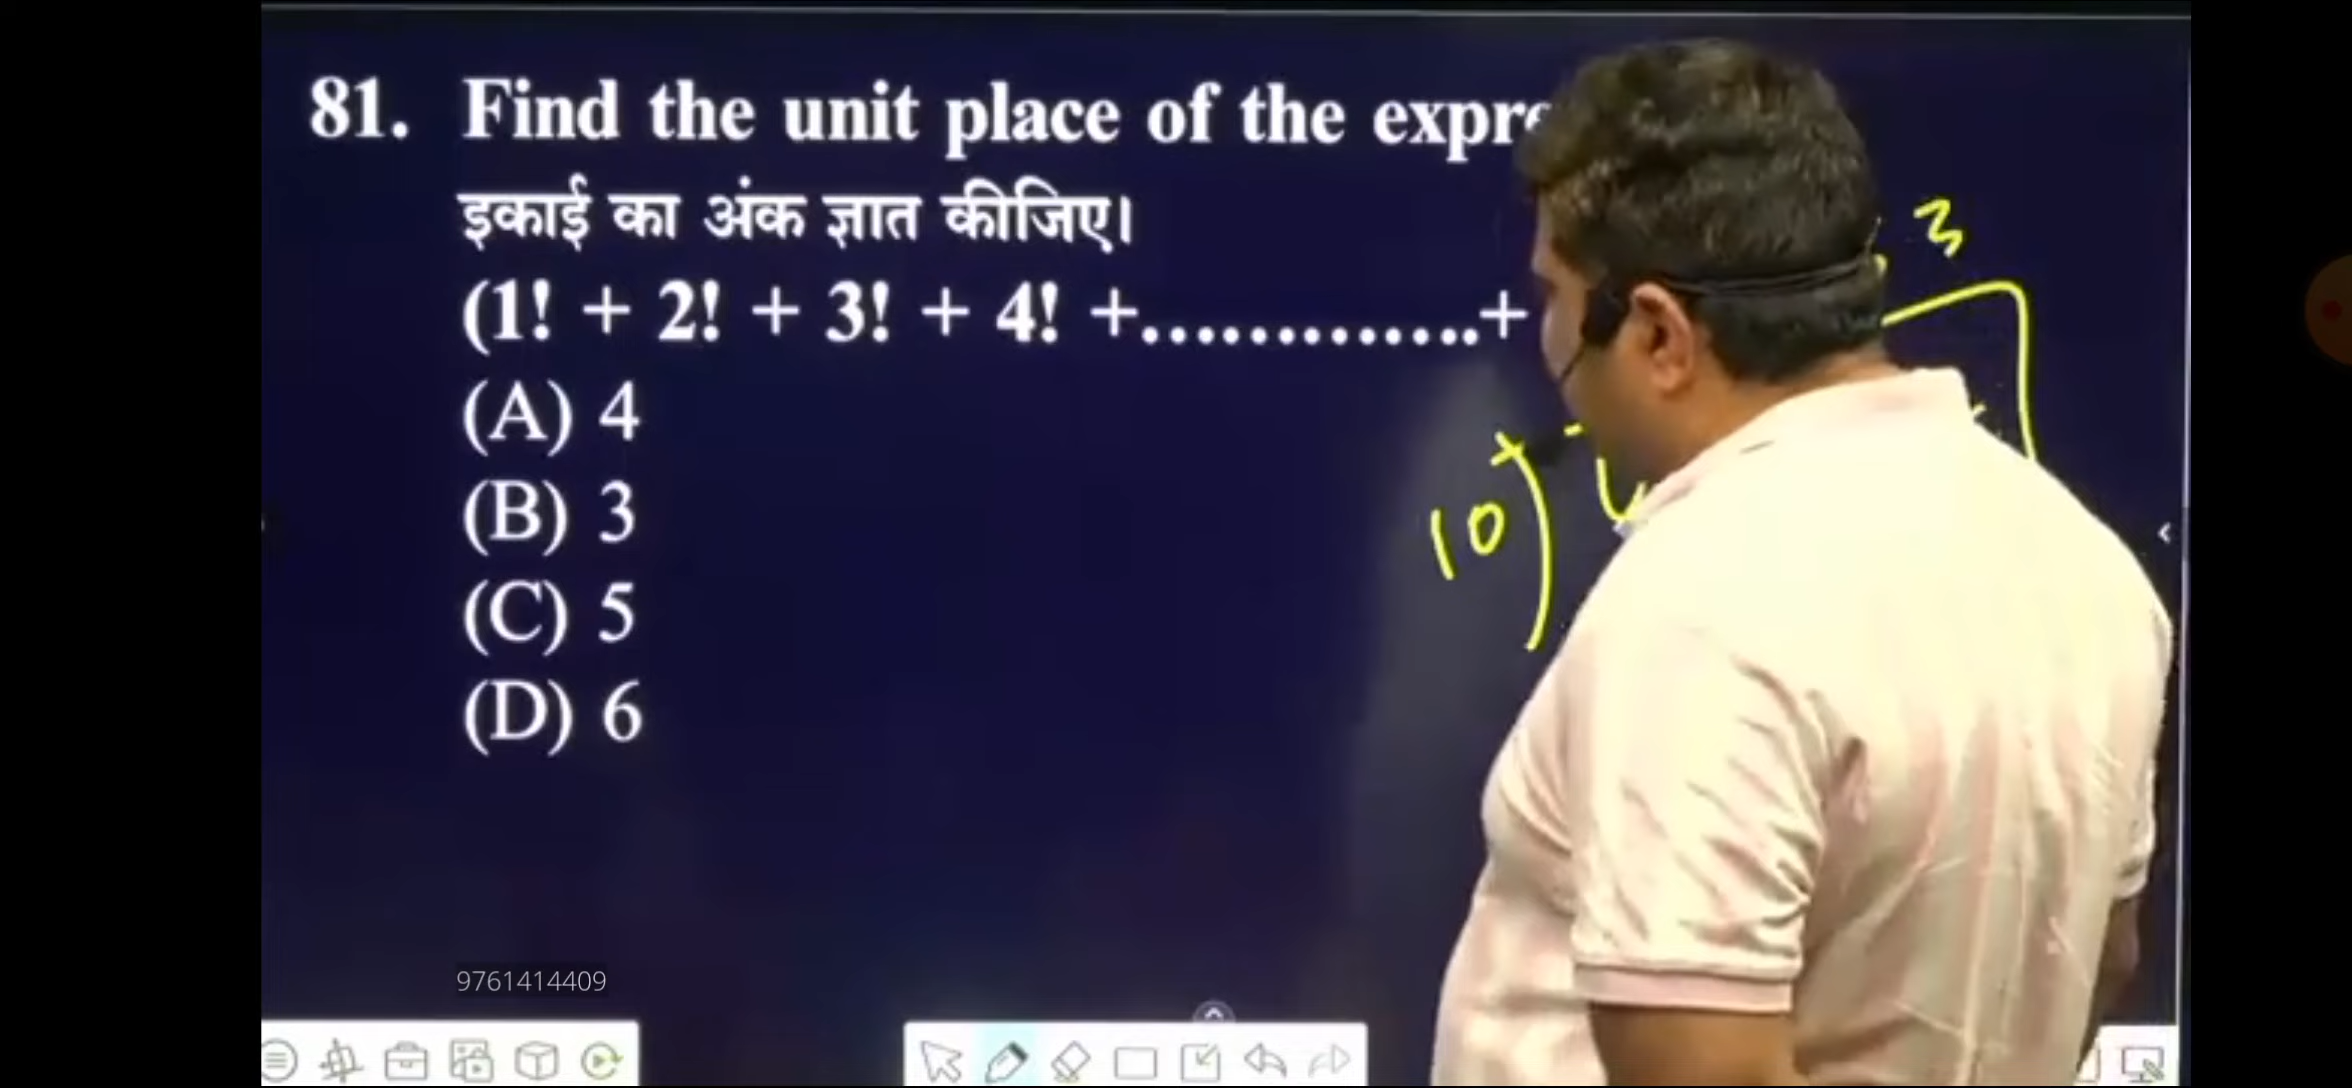 81. Find the unit place of the
इकाई का अंक ज्ञात कीजिए।
(1! + 2! + 3! + 4! +.............+
3
10)
(A) 4
(B) 3
(C) 5
(D) 6
9761414409